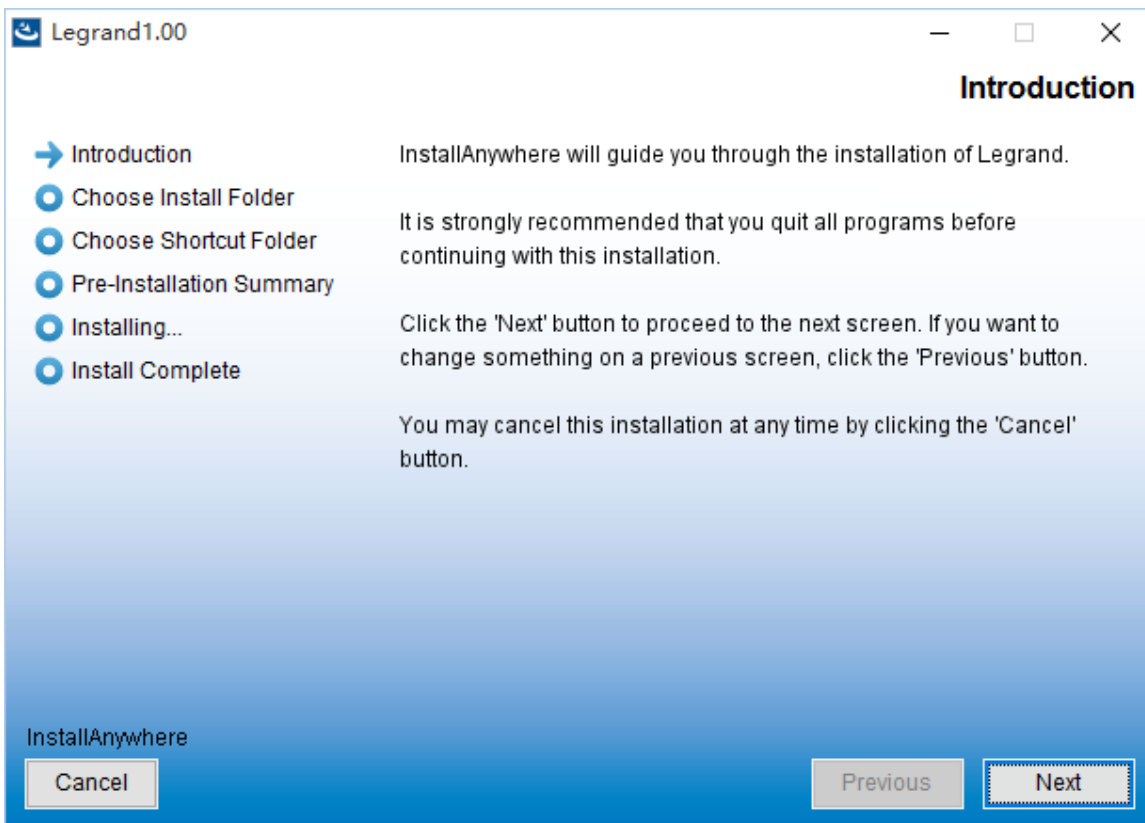 Legrand1.00
Introduction
Introduction
Choose Install Folder
Choose Shortcut Folder
Pre-Installation Summary
Installing...
Install Complete
InstallAnywhere will guide you through the installation of Legrand.
It is strongly recommended that you quit all programs before
continuing with this installation.
Click the 'Next' button to proceed to the next screen. If you want to
change something on a previous screen, click the 'Previous' button.
You may cancel this installation at any time by clicking the 'Cancel'
button.
InstallAnywhere
Cancel
Previous
Next